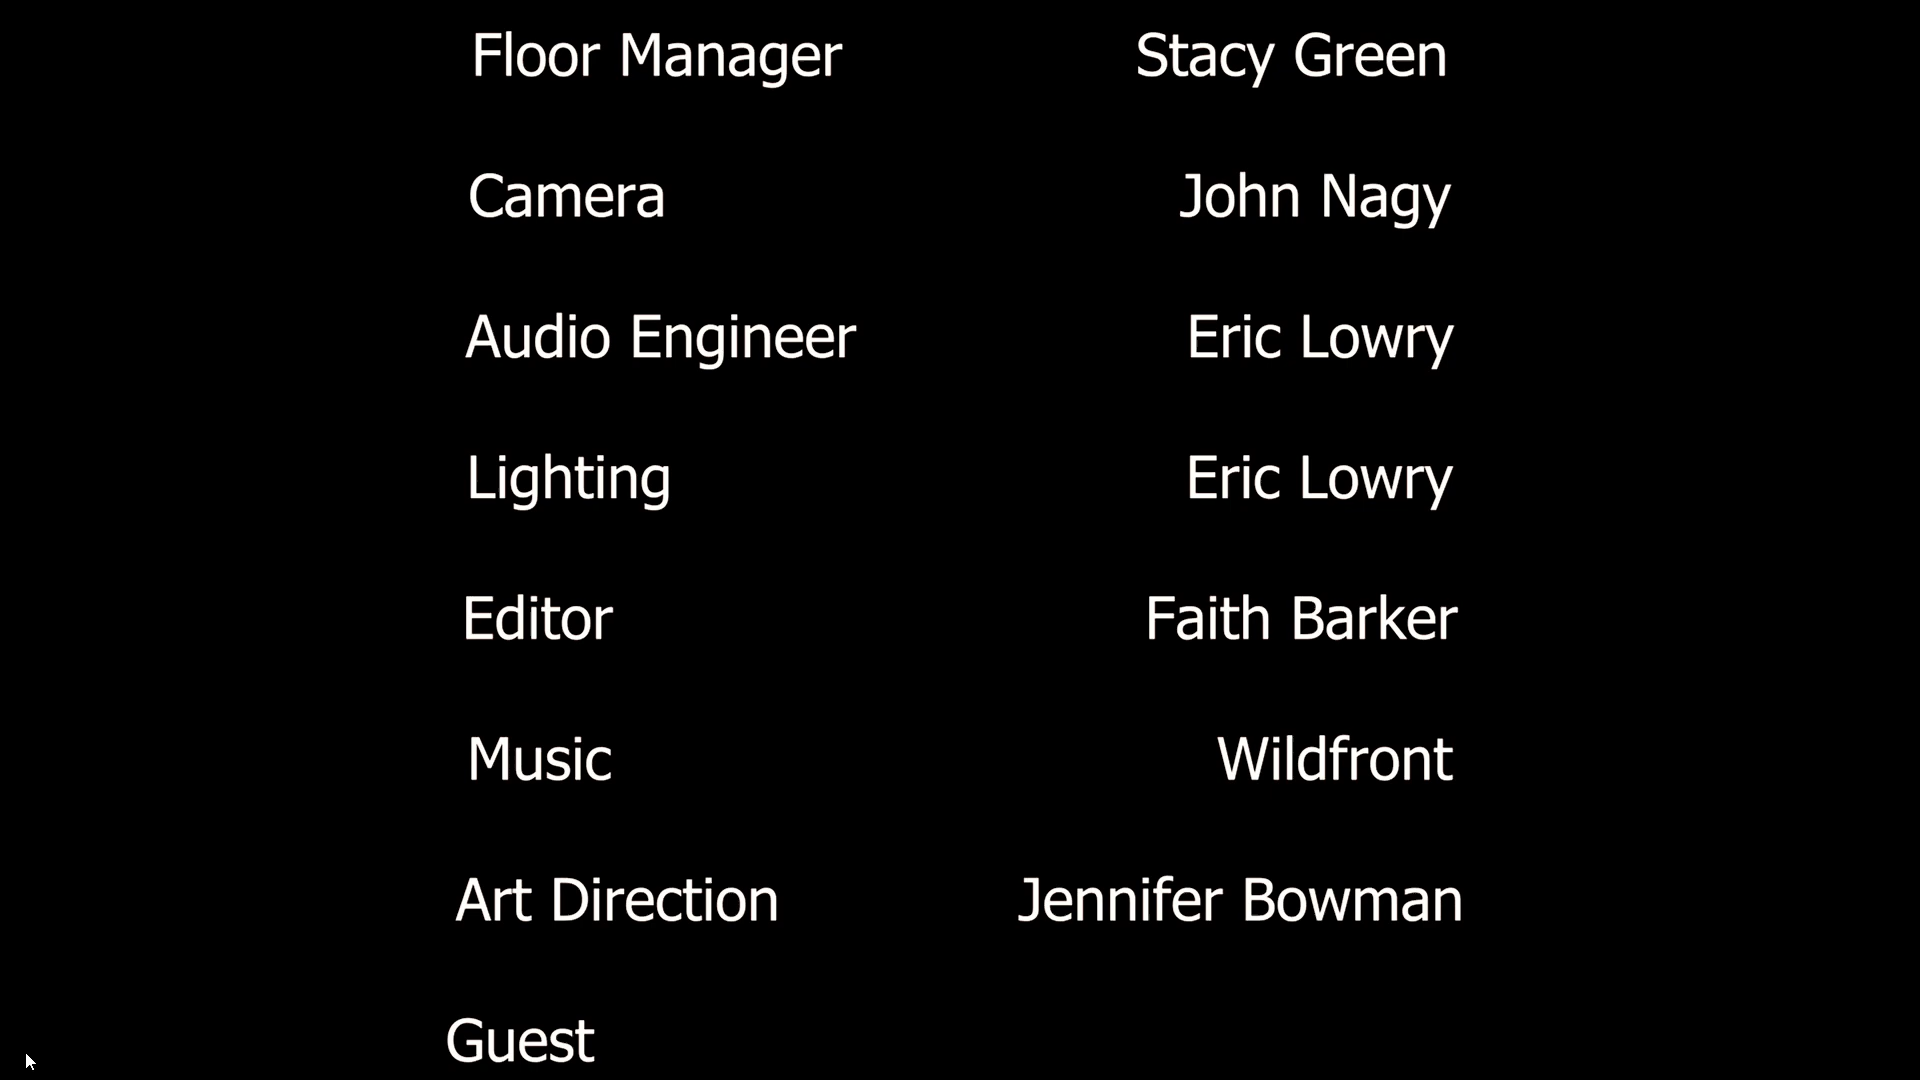 Floor Manager Stacy Green
Camera John Nagy
Audio Engineer Eric Lowry
Lighting Eric Lowry
Editor Faith Barker
Music Wildfront
Art Direction Jennifer Bowman
Guest